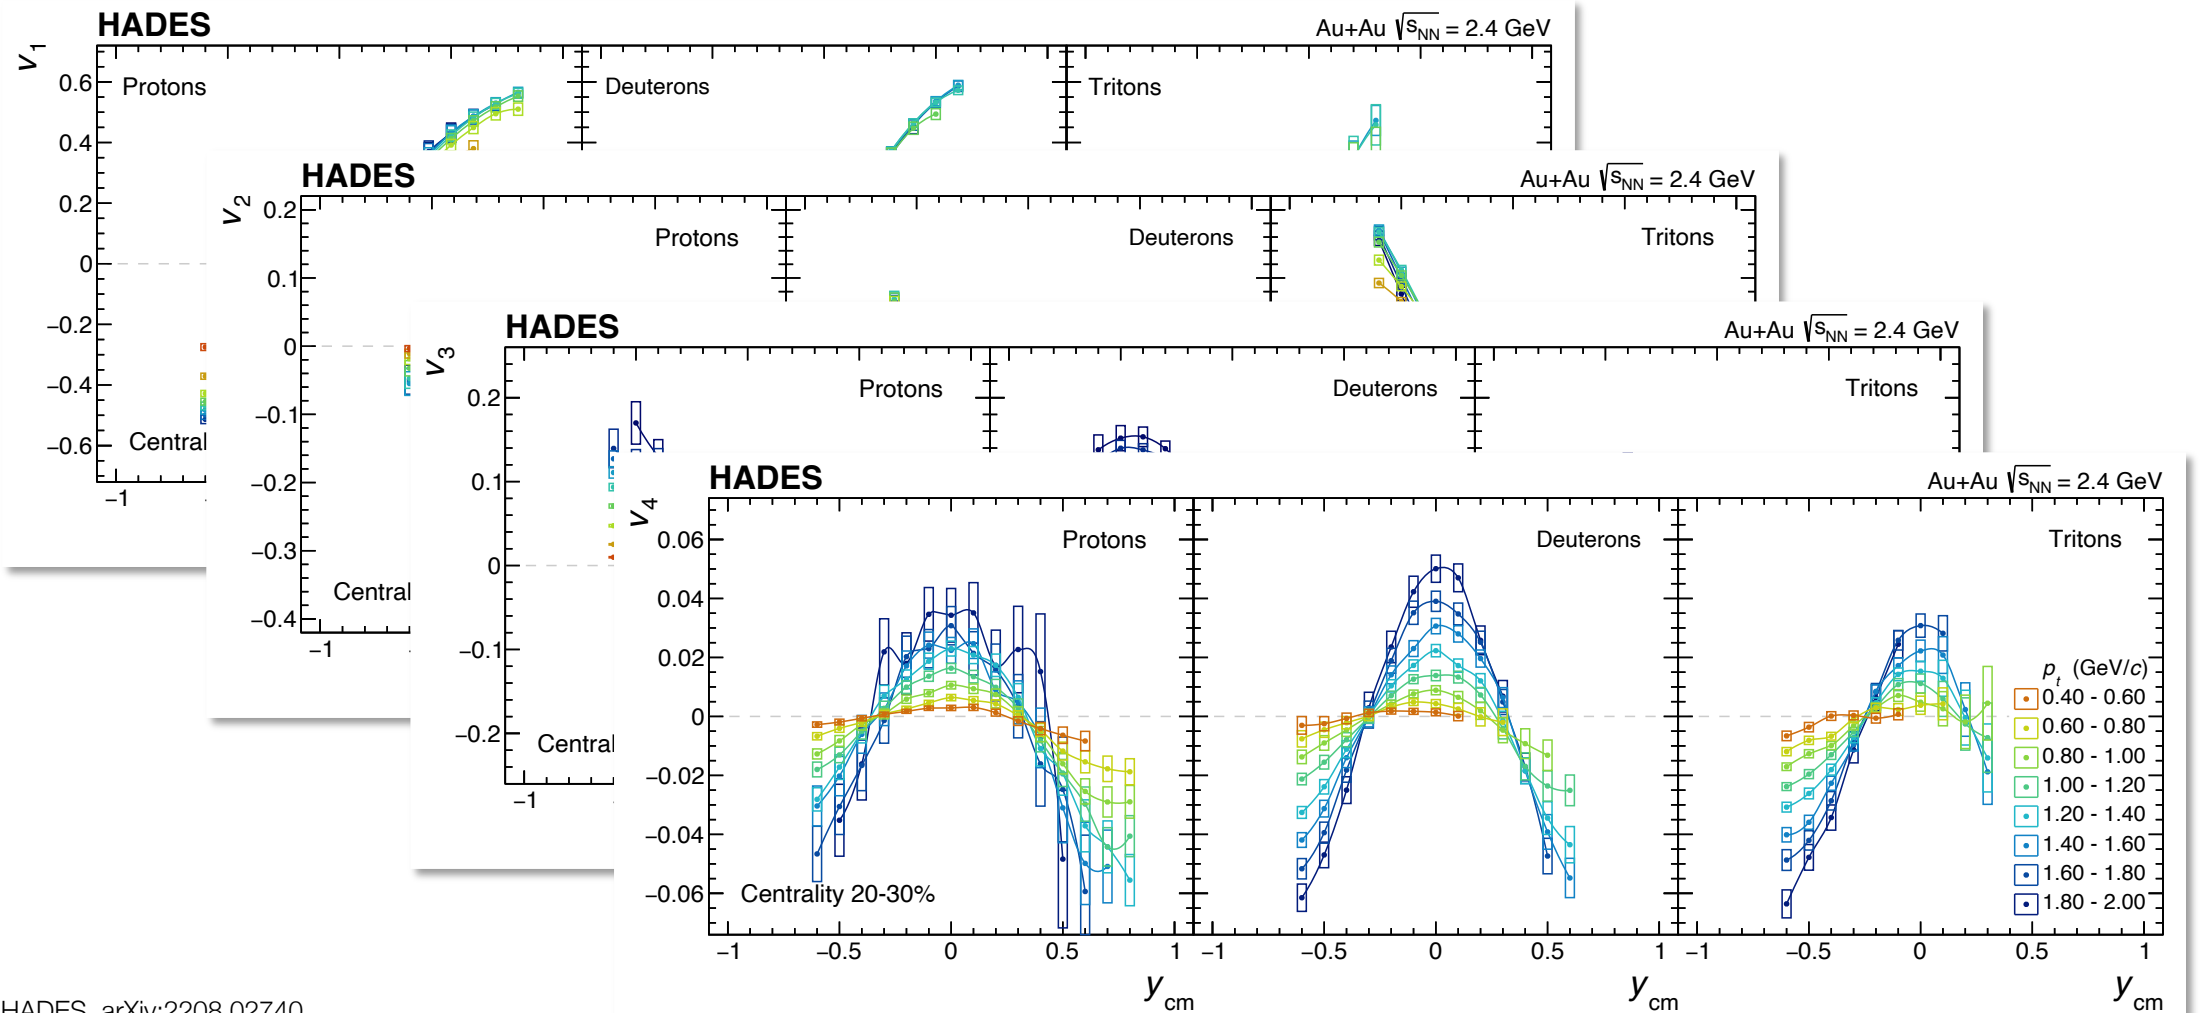 HADES
Au+Au √sNN = 2.4 GeV
v1
0.6
Protons
Deuterons
Tritons
0.4
0.2
0
−0.2
−0.4
−0.6
Central
−1
HADES
Au+Au √sNN = 2.4 GeV
v2
0.2
Protons
Deuterons
Tritons
0.1
0
−0.1
−0.2
−0.3
Central
−0.4
−1
HADES
Au+Au √sNN = 2.4 GeV
v3
Protons
Deuterons
Tritons
0.2
0.1
0
−0.1
−0.2
Central
−1
HADES
Au+Au √sNN = 2.4 GeV
v4
0.06
Protons
Deuterons
Tritons
0.04
0.02
0
−0.02
−0.04
−0.06
Centrality 20-30%
pt (GeV/c)
0.40 - 0.60
0.60 - 0.80
0.80 - 1.00
1.00 - 1.20
1.20 - 1.40
1.40 - 1.60
1.60 - 1.80
1.80 - 2.00
−1 −0.5 0 0.5 1 −1 −0.5 0 0.5 1 −1 −0.5 0 0.5 1
ycm ycm ycm
HADES, arXiv:2208.02740